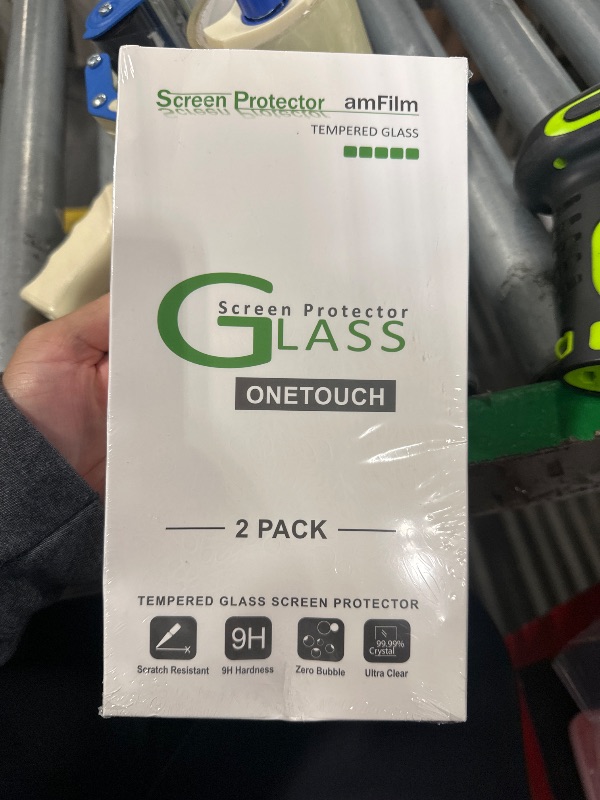 Screen Protector amFilm
TEMPERED GLASS
Screen Protector
GLASS
ONETOUCH
2 PACK
TEMPERED GLASS SCREEN PROTECTOR
9H
99.99%
Crystal
Scratch Resistant 9H Hardness Zero Bubble Ultra Clear